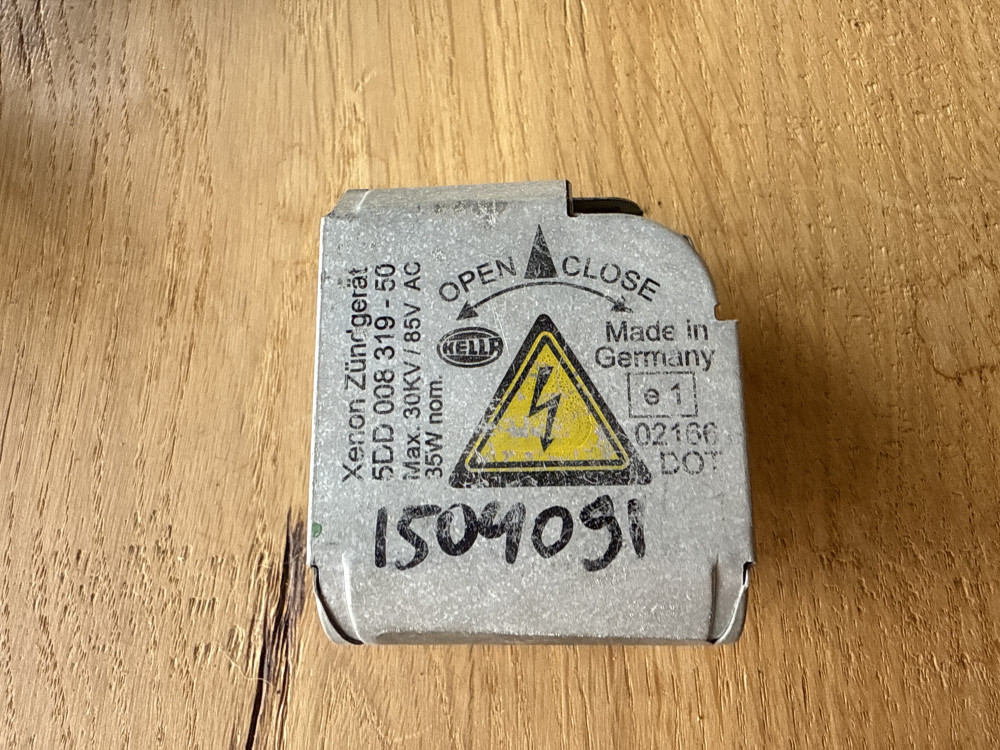 OPEN CLOSE
HELLA
Made in
Germany
e 1
02166
DOT
Xenon Zündgerät
5DD 008 319 - 50
Max. 30KV / 85V AC
35W nom.
1504091